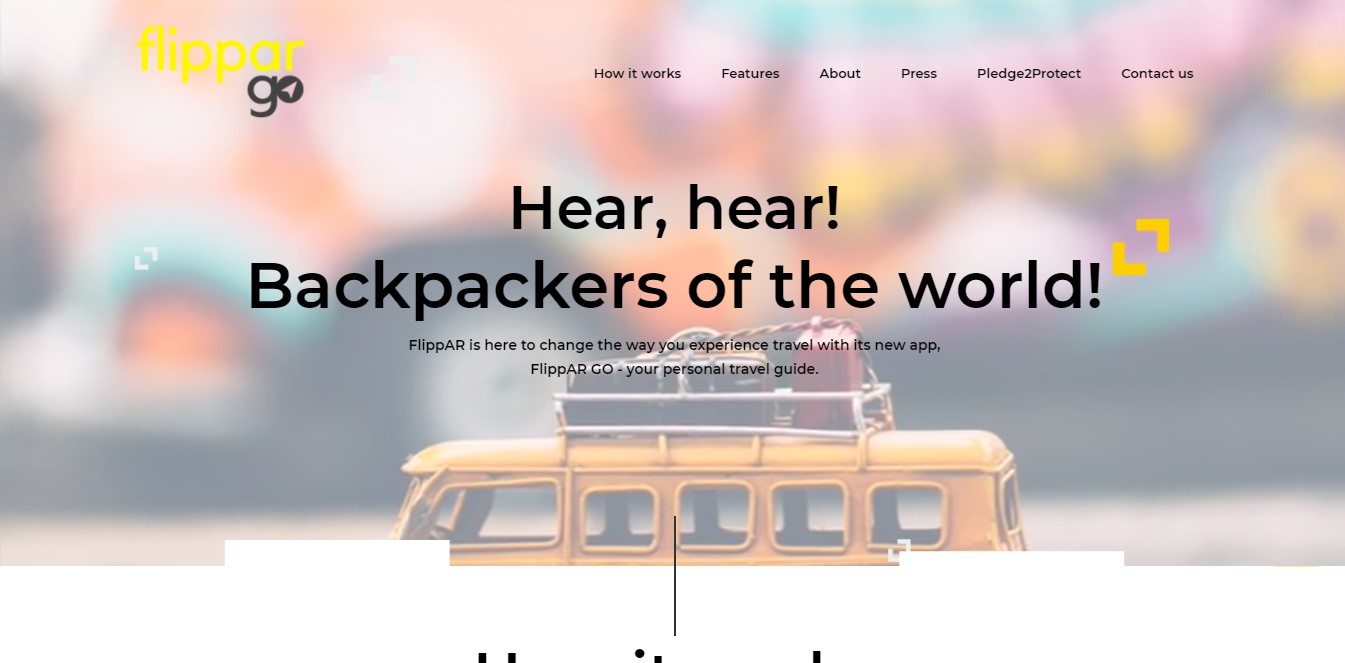 flippar
go
How it works
Features
About
Press
Pledge2Protect
Contact us
Hear, hear!
Backpackers of the world!
FlippAR is here to change the way you experience travel with its new app,
FlippAR GO - your personal travel guide.